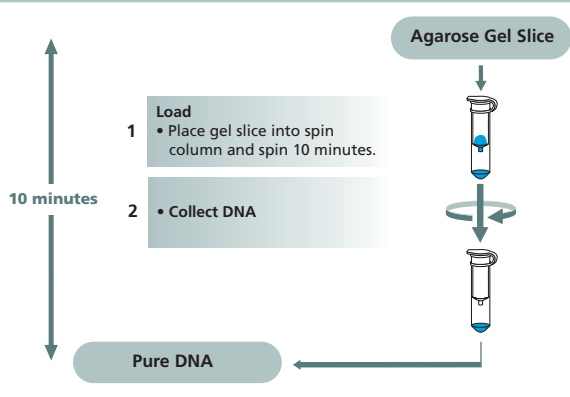 Agarose Gel Slice
Load
1 • Place gel slice into spin
column and spin 10 minutes.
10 minutes
2 • Collect DNA
Pure DNA